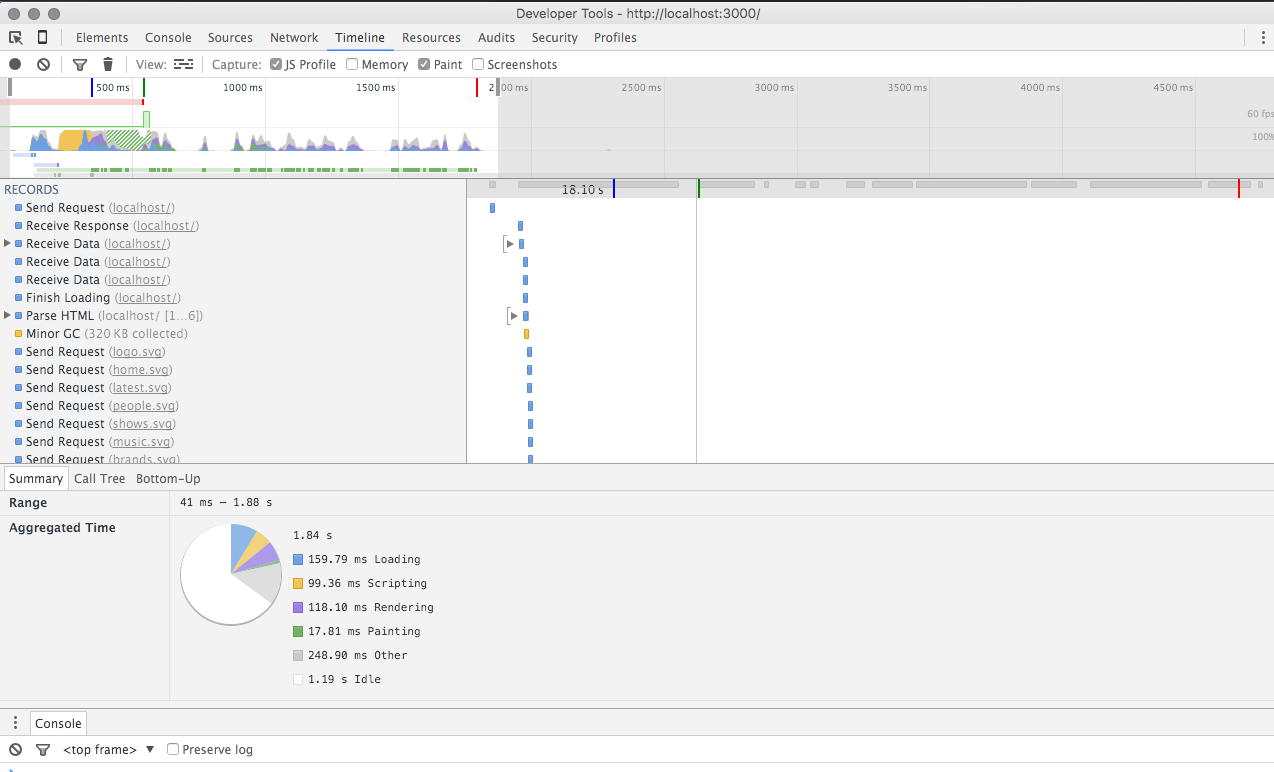 Developer Tools - http://localhost:3000/
Elements Console Sources Network Timeline Resources Audits Security Profiles
View: Capture: JS Profile Memory Paint Screenshots
500 ms 1000 ms 1500 ms 2000 ms 2500 ms 3000 ms 3500 ms 4000 ms 4500 ms
60 fps
100%
RECORDS 18.10 s
Send Request (localhost/)
Receive Response (localhost/)
Receive Data (localhost/)
Receive Data (localhost/)
Receive Data (localhost/)
Finish Loading (localhost/)
Parse HTML (localhost/ [1...6])
Minor GC (320 KB collected)
Send Request (logo.svg)
Send Request (home.svg)
Send Request (latest.svg)
Send Request (people.svg)
Send Request (shows.svg)
Send Request (music.svg)
Send Request (brands.svg)
Summary Call Tree Bottom-Up
Range 41 ms – 1.88 s
Aggregated Time
1.84 s
159.79 ms Loading
99.36 ms Scripting
118.10 ms Rendering
17.81 ms Painting
248.90 ms Other
1.19 s Idle
Console
<top frame> ▼ Preserve log